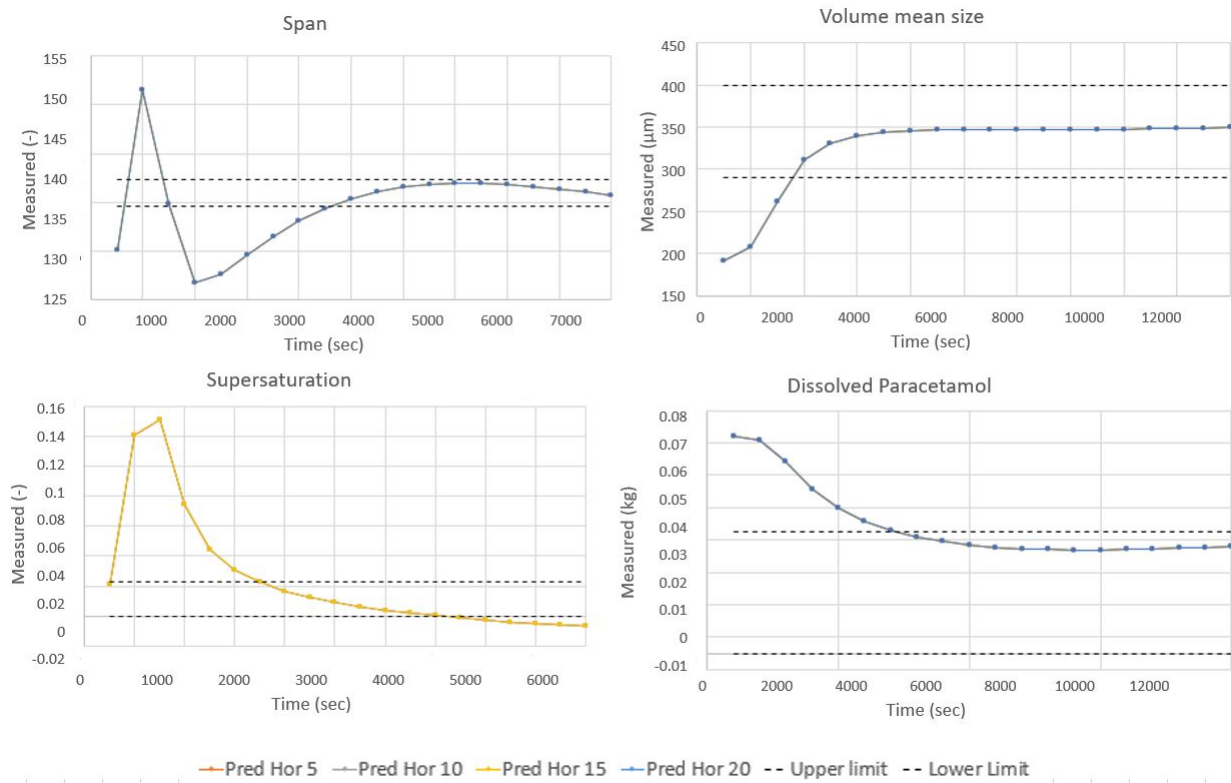 Span
Measured (-)
155
150
145
140
135
130
125
0 1000 2000 3000 4000 5000 6000 7000
Time (sec)
Volume mean size
Measured (µm)
450
400
350
300
250
200
150
0 2000 4000 6000 8000 10000 12000
Time (sec)
Supersaturation
Measured (-)
0.16
0.14
0.12
0.1
0.08
0.06
0.04
0.02
0
-0.02
0 1000 2000 3000 4000 5000 6000
Time (sec)
Dissolved Paracetamol
Measured (kg)
0.08
0.07
0.06
0.05
0.04
0.03
0.02
0.01
0
-0.01
0 2000 4000 6000 8000 10000 12000
Time (sec)
Pred Hor 5 Pred Hor 10 Pred Hor 15 Pred Hor 20 Upper limit Lower Limit